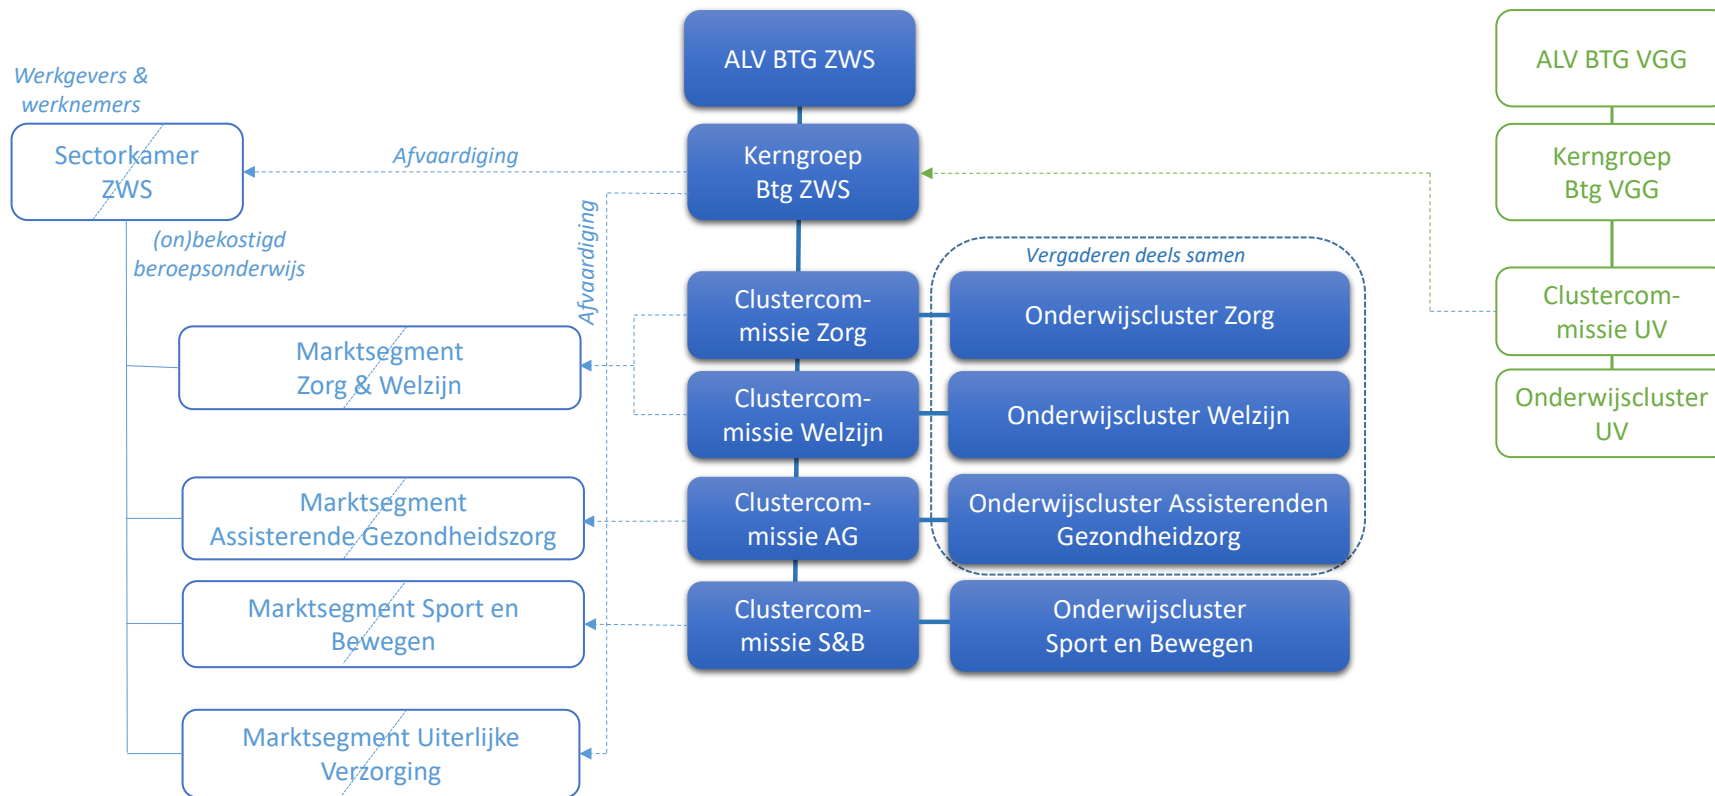 ALV BTG ZWS
ALV BTG VGG
Werkgevers &
werknemers
Sectorkamer
ZWS
Afvaardiging
Kerngroep
Btg ZWS
Kerngroep
Btg VGG
(on)bekostigd
beroepsonderwijs
Afvaardiging
Vergaderen deels samen
Clustercom-
missie Zorg
Onderwijscluster Zorg
Clustercom-
missie UV
Marktsegment
Zorg & Welzijn
Clustercom-
missie Welzijn
Onderwijscluster Welzijn
Onderwijscluster
UV
Marktsegment
Assisterende Gezondheidszorg
Clustercom-
missie AG
Onderwijscluster Assisterenden
Gezondheidzorg
Marktsegment Sport en
Bewegen
Clustercom-
missie S&B
Onderwijscluster
Sport en Bewegen
Marktsegment Uiterlijke
Verzorging